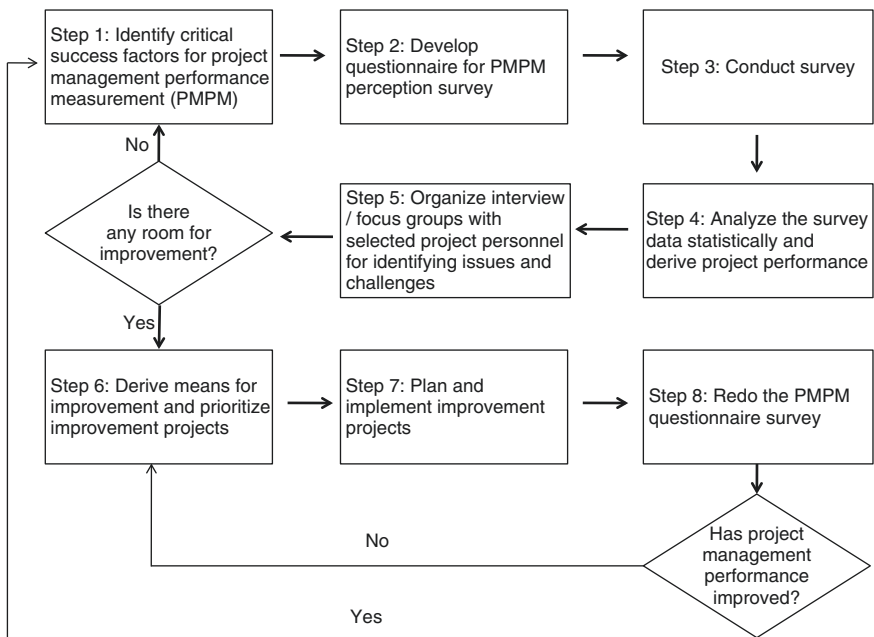 Step 1: Identify critical
success factors for project
management performance
measurement (PMPM)
Step 2: Develop
questionnaire for PMPM
perception survey
Step 3: Conduct survey
No
Is there
any room for
improvement?
Step 5: Organize interview
/ focus groups with
selected project personnel
for identifying issues and
challenges
Step 4: Analyze the survey
data statistically and
derive project performance
Yes
Step 6: Derive means for
improvement and prioritize
improvement projects
Step 7: Plan and
implement improvement
projects
Step 8: Redo the PMPM
questionnaire survey
Has project
management
performance
improved?
No
Yes